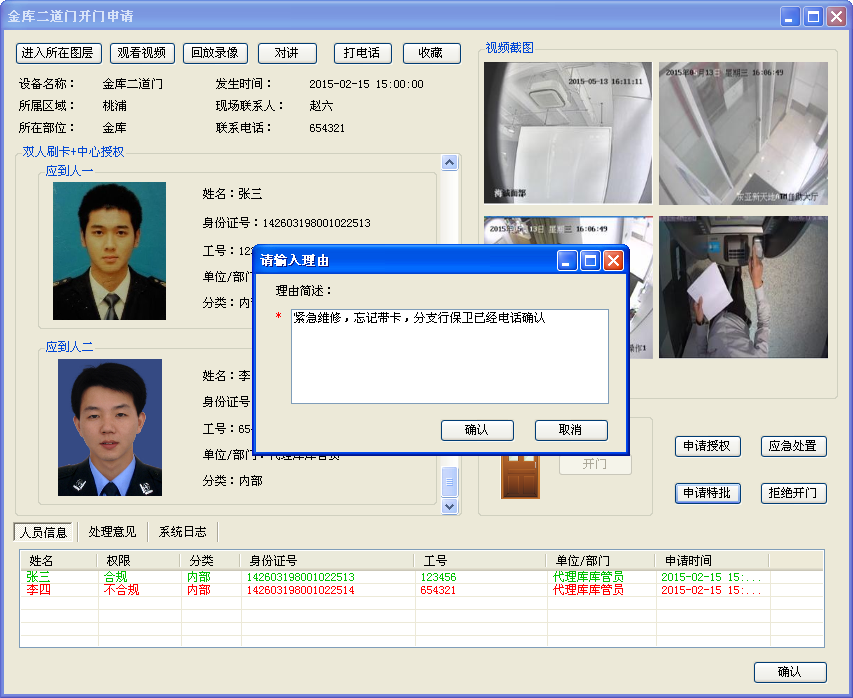 金库二道门开门申请
进入所在图层 观看视频 回放录像 对讲 打电话 收藏
设备名称： 金库二道门 发生时间： 2015-02-15 15:00:00
所属区域： 桃浦 现场联系人： 赵六
所在部位： 金库 联系电话： 654321
双人刷卡+中心授权
应到人一
姓名：张三
身份证号：142603198001022513
工号：123
单位/部门
分类：内
应到人二
姓名：李
身份证号
工号：65
单位/部门：代理库库管员
分类：内部
视频截图
2015-05-13 16:11:11
2015年05月13日 星期三 16:06:49
东亚新天地 自助大厅
2015年 13日 星期三 16:06:49
请输入理由
理由简述：
* 紧急维修，忘记带卡，分支行保卫已经电话确认
确认 取消
开门
申请授权 应急处置
申请特批 拒绝开门
人员信息 处理意见 系统日志
姓名 权限 分类 身份证号 工号 单位/部门 申请时间
张三 合规 内部 142603198001022513 123456 代理库库管员 2015-02-15 15:...
李四 不合规 内部 142603198001022514 654321 代理库库管员 2015-02-15 15:...
确认